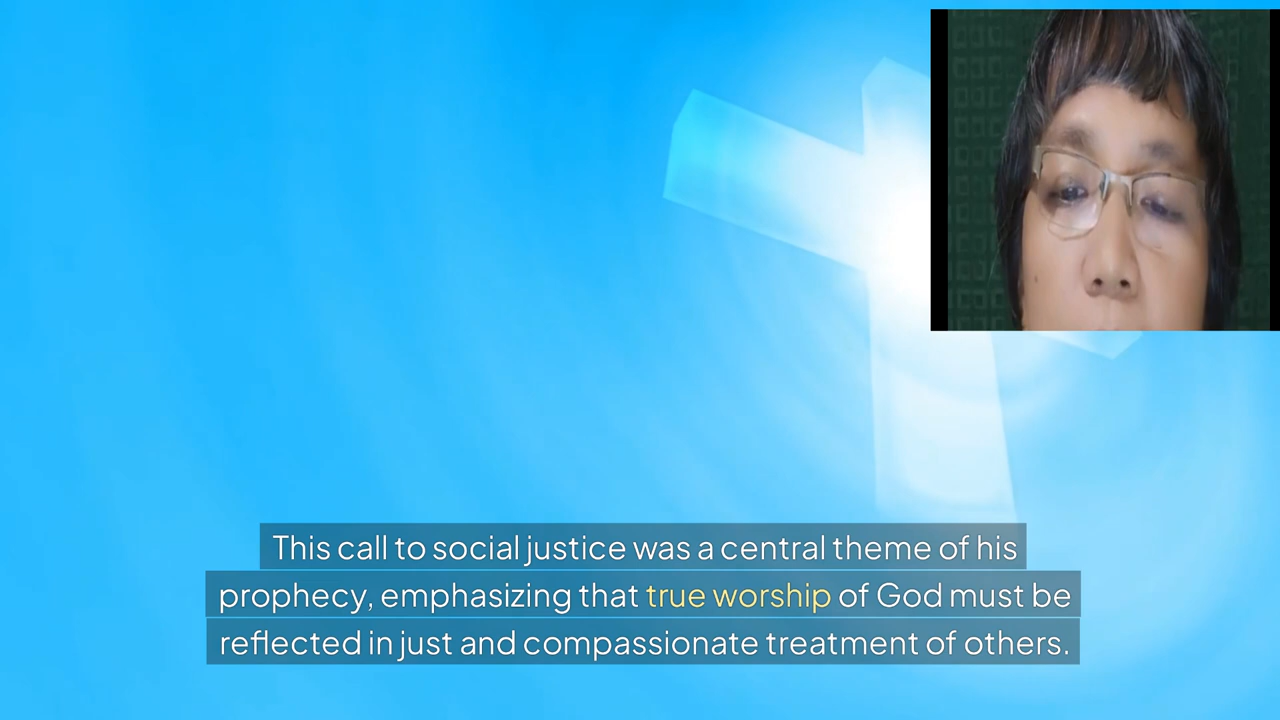 This call to social justice was a central theme of his
prophecy, emphasizing that true worship of God must be
reflected in just and compassionate treatment of others.